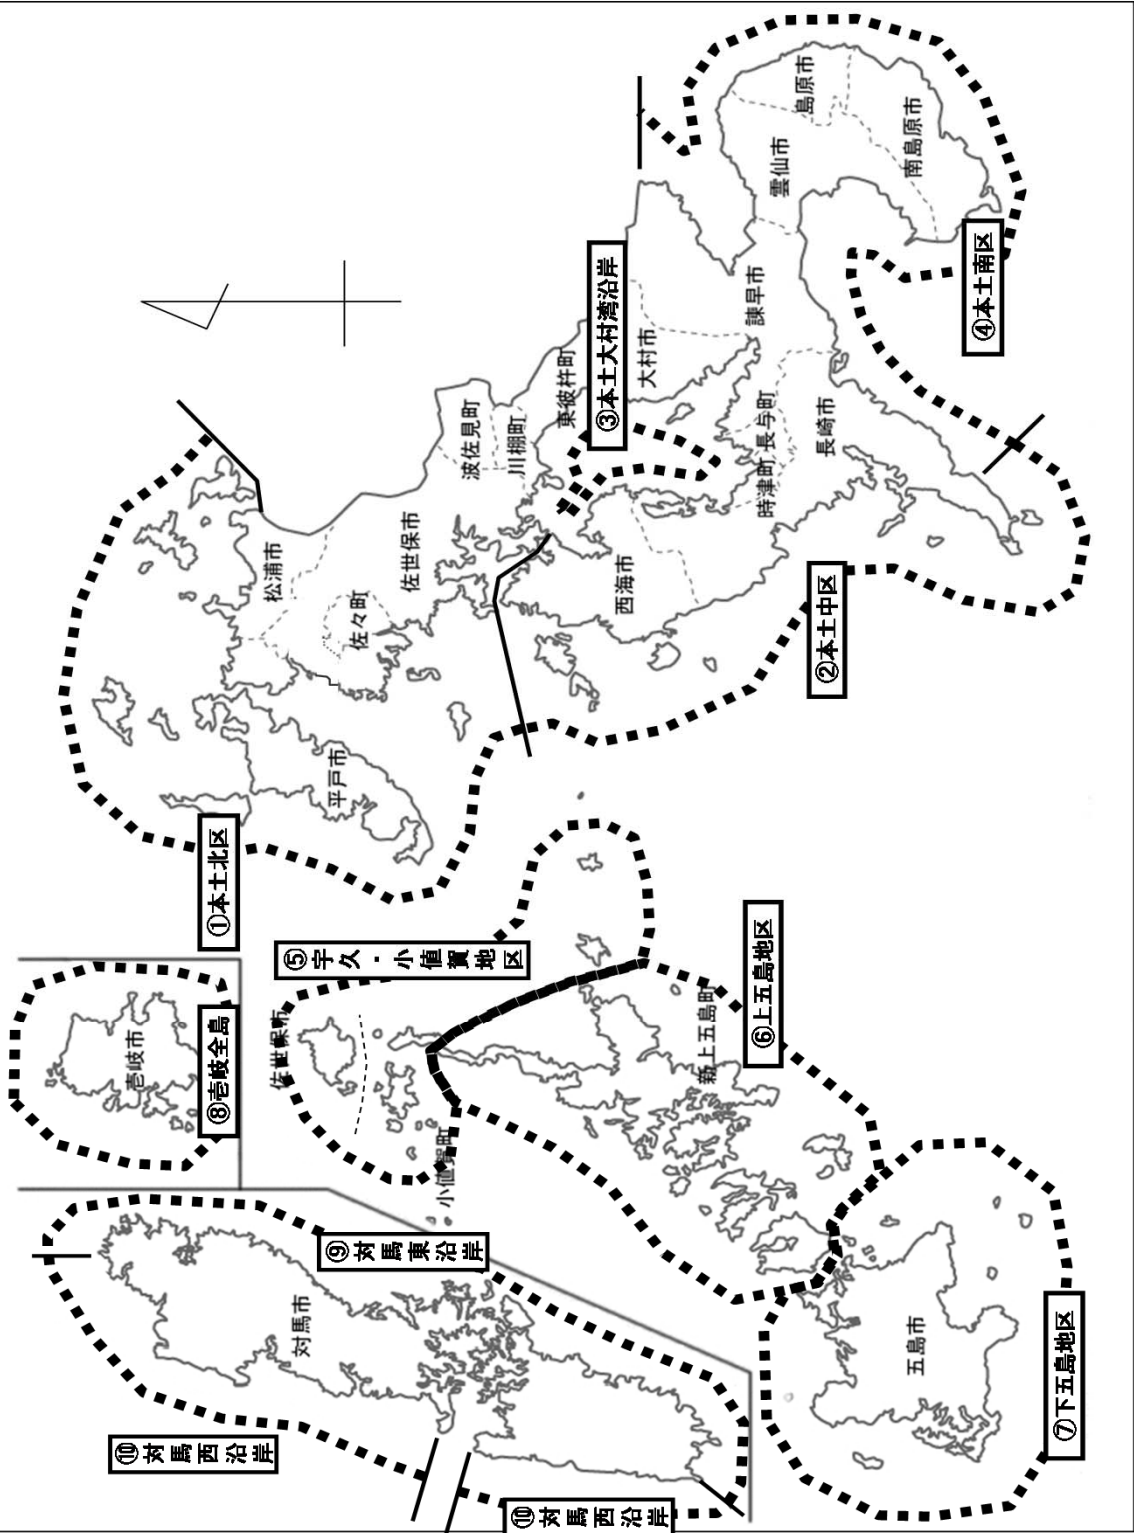 ⑩対馬西沿岸
⑩対馬西沿岸
⑨対馬東沿岸
対馬市
⑧壱岐全島
壱岐市
①本土北区
⑤宇久・小値賀地区
佐世保市
小値賀町
新上五島町
⑥上五島地区
五島市
⑦下五島地区
平戸市
松浦市
佐々町
佐世保市
波佐見町
川棚町
東彼杵町
③本土大村湾沿岸
大村市
西海市
②本土中区
時津町
長与町
長崎市
諫早市
雲仙市
島原市
南島原市
④本土南区